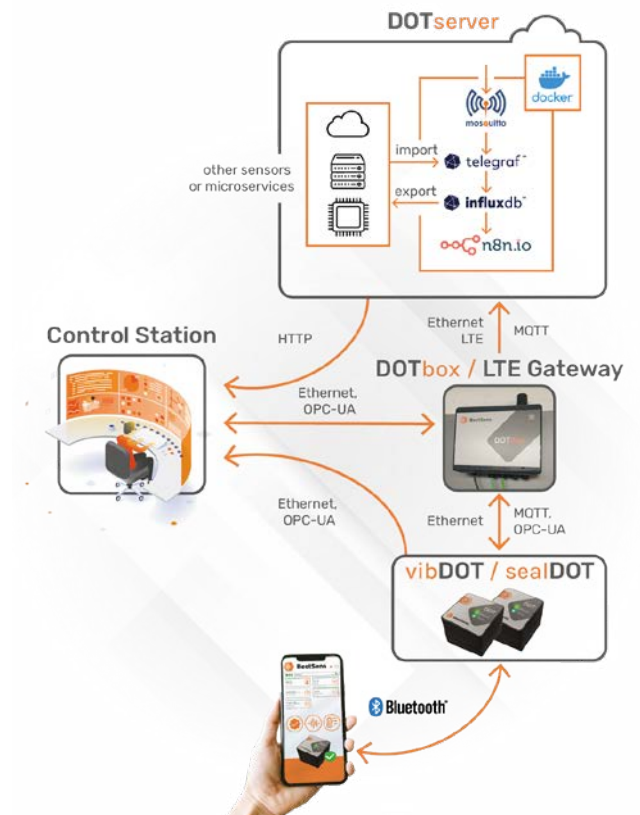 DOTserver
docker
mosquitto
import
telegraf
other sensors
or microservices
export
influxdb
n8n.io
Control Station
HTTP
Ethernet
LTE
MQTT
DOTbox / LTE Gateway
Ethernet,
OPC-UA
BestSens
Ethernet,
OPC-UA
Ethernet
MQTT,
OPC-UA
vibDOT / sealDOT
BestSens
Bluetooth